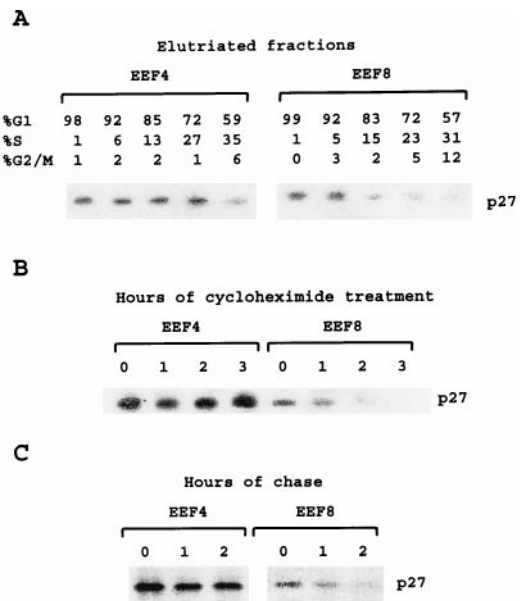 A
Elutriated fractions
EEF4 EEF8
%G1 98 92 85 72 59 99 92 83 72 57
%S 1 6 13 27 35 1 5 15 23 31
%G2/M 1 2 2 1 6 0 3 2 5 12
p27
B
Hours of cycloheximide treatment
EEF4 EEF8
0 1 2 3 0 1 2 3
p27
C
Hours of chase
EEF4 EEF8
0 1 2 0 1 2
p27